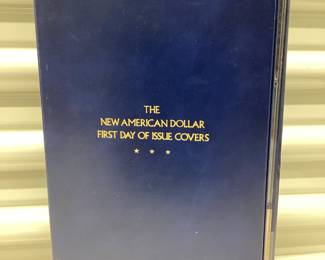 THE
NEW AMERICAN DOLLAR
FIRST DAY OF ISSUE COVERS
★ ★ ★